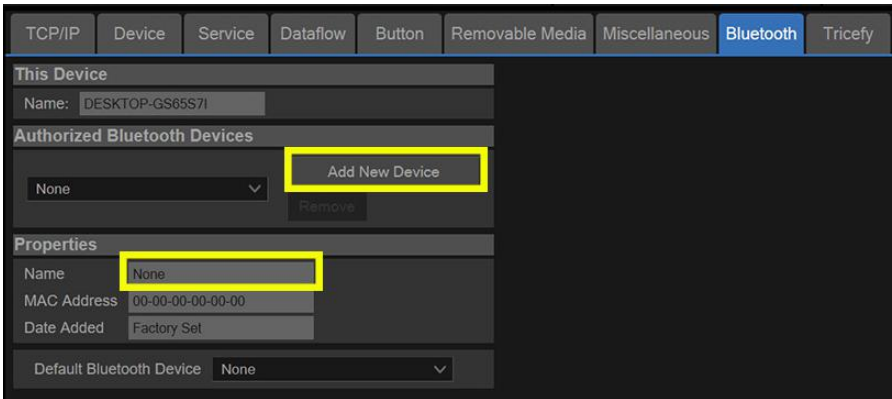 TCP/IP Device Service Dataflow Button Removable Media Miscellaneous Bluetooth Tricefy
This Device
Name: DESKTOP-GS65S7I
Authorized Bluetooth Devices
Add New Device
None
Remove
Properties
Name None
MAC Address 00-00-00-00-00-00
Date Added Factory Set
Default Bluetooth Device None